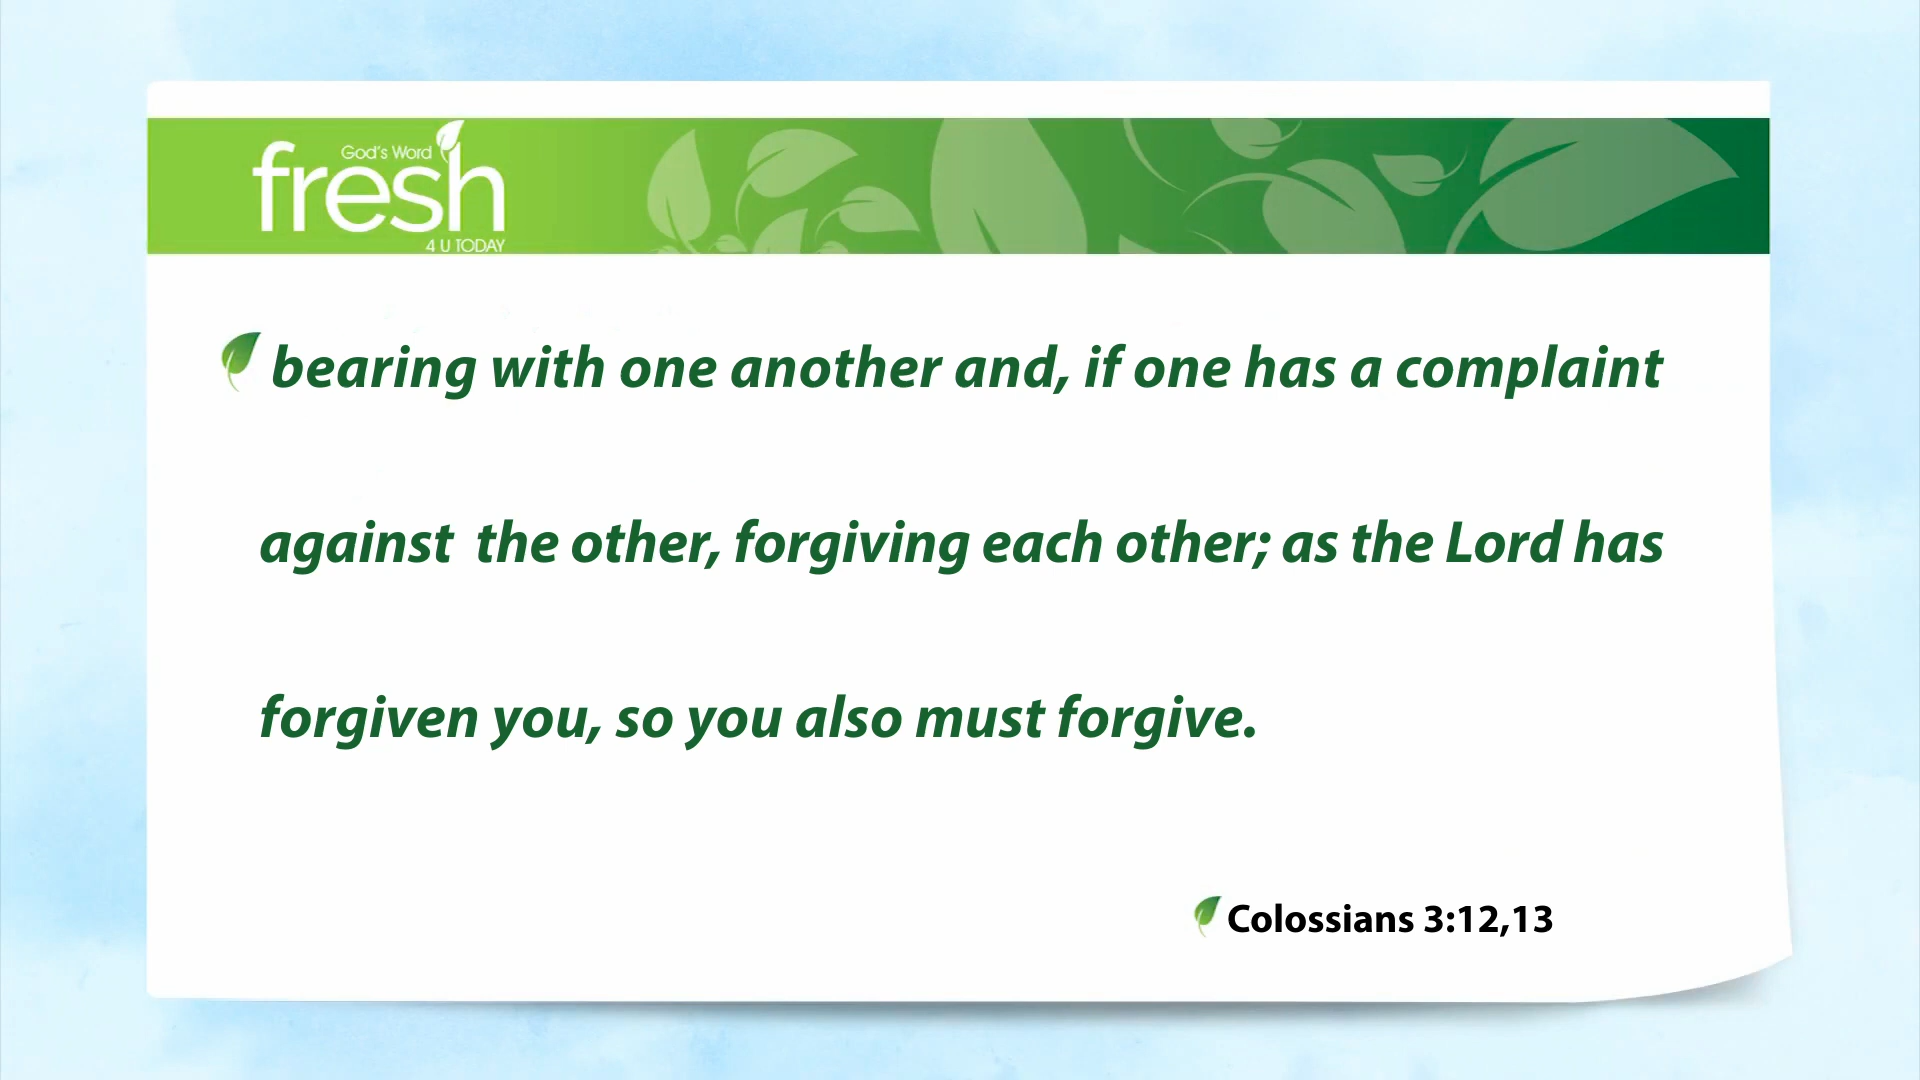 God's Word
fresh
4 U TODAY
bearing with one another and, if one has a complaint
against the other, forgiving each other; as the Lord has
forgiven you, so you also must forgive.
Colossians 3:12,13